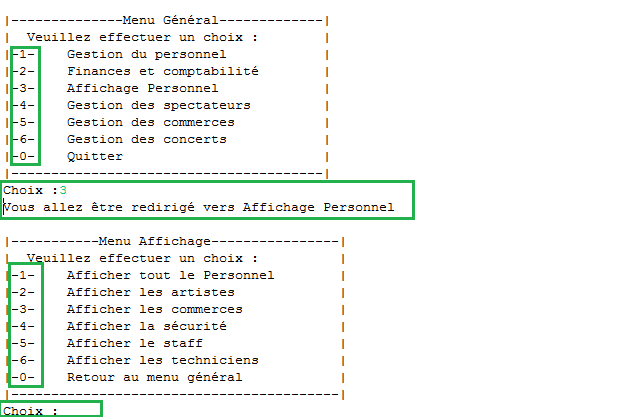 |--------------Menu Général-------------|
|  Veuillez effectuer un choix :        |
|-1-    Gestion du personnel            |
|-2-    Finances et comptabilité        |
|-3-    Affichage Personnel             |
|-4-    Gestion des spectateurs         |
|-5-    Gestion des commerces           |
|-6-    Gestion des concerts            |
|-0-    Quitter                         |
|---------------------------------------|
Choix :3
Vous allez être redirigé vers Affichage Personnel
|-----------Menu Affichage----------------|
|  Veuillez effectuer un choix :          |
|-1-    Afficher tout le Personnel        |
|-2-    Afficher les artistes             |
|-3-    Afficher les commerces            |
|-4-    Afficher la sécurité              |
|-5-    Afficher le staff                 |
|-6-    Afficher les techniciens          |
|-0-    Retour au menu général            |
|-----------------------------------------|
Choix :